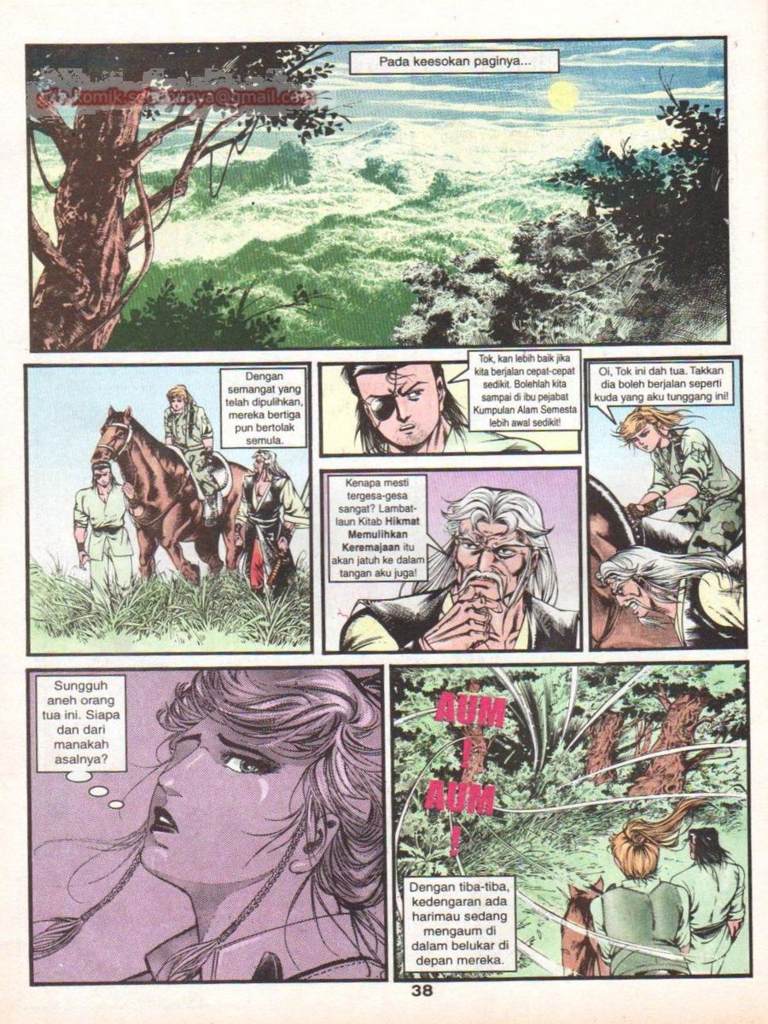 Pada keesokan paginya...
Dengan
semangat yang
telah dipulihkan,
mereka bertiga
pun bertolak
semula.
Tok, kan lebih baik jika
kita berjalan cepat-cepat
sedikit. Bolehlah kita
sampai di ibu pejabat
Kumpulan Alam Semesta
lebih awal sedikit!
Kenapa mesti
tergesa-gesa
sangat? Lambat-
laun Kitab Hikmat
Memulihkan
Keremajaan itu
akan jatuh ke dalam
tangan aku juga!
Oi, Tok ini dah tua. Takkan
dia boleh berjalan seperti
kuda yang aku tunggang ini!
Sungguh
aneh orang
tua ini. Siapa
dan dari
manakah
asalnya?
AUM
!
AUM
!
Dengan tiba-tiba,
kedengaran ada
harimau sedang
mengaum di
dalam belukar di
depan mereka.
38